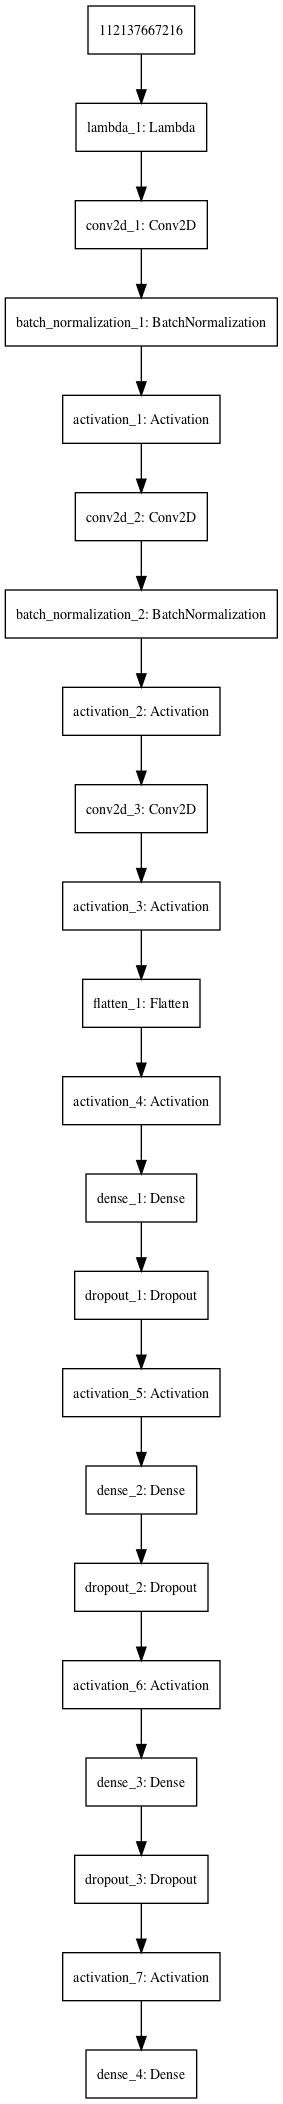 112137667216
lambda_1: Lambda
conv2d_1: Conv2D
batch_normalization_1: BatchNormalization
activation_1: Activation
conv2d_2: Conv2D
batch_normalization_2: BatchNormalization
activation_2: Activation
conv2d_3: Conv2D
activation_3: Activation
flatten_1: Flatten
activation_4: Activation
dense_1: Dense
dropout_1: Dropout
activation_5: Activation
dense_2: Dense
dropout_2: Dropout
activation_6: Activation
dense_3: Dense
dropout_3: Dropout
activation_7: Activation
dense_4: Dense